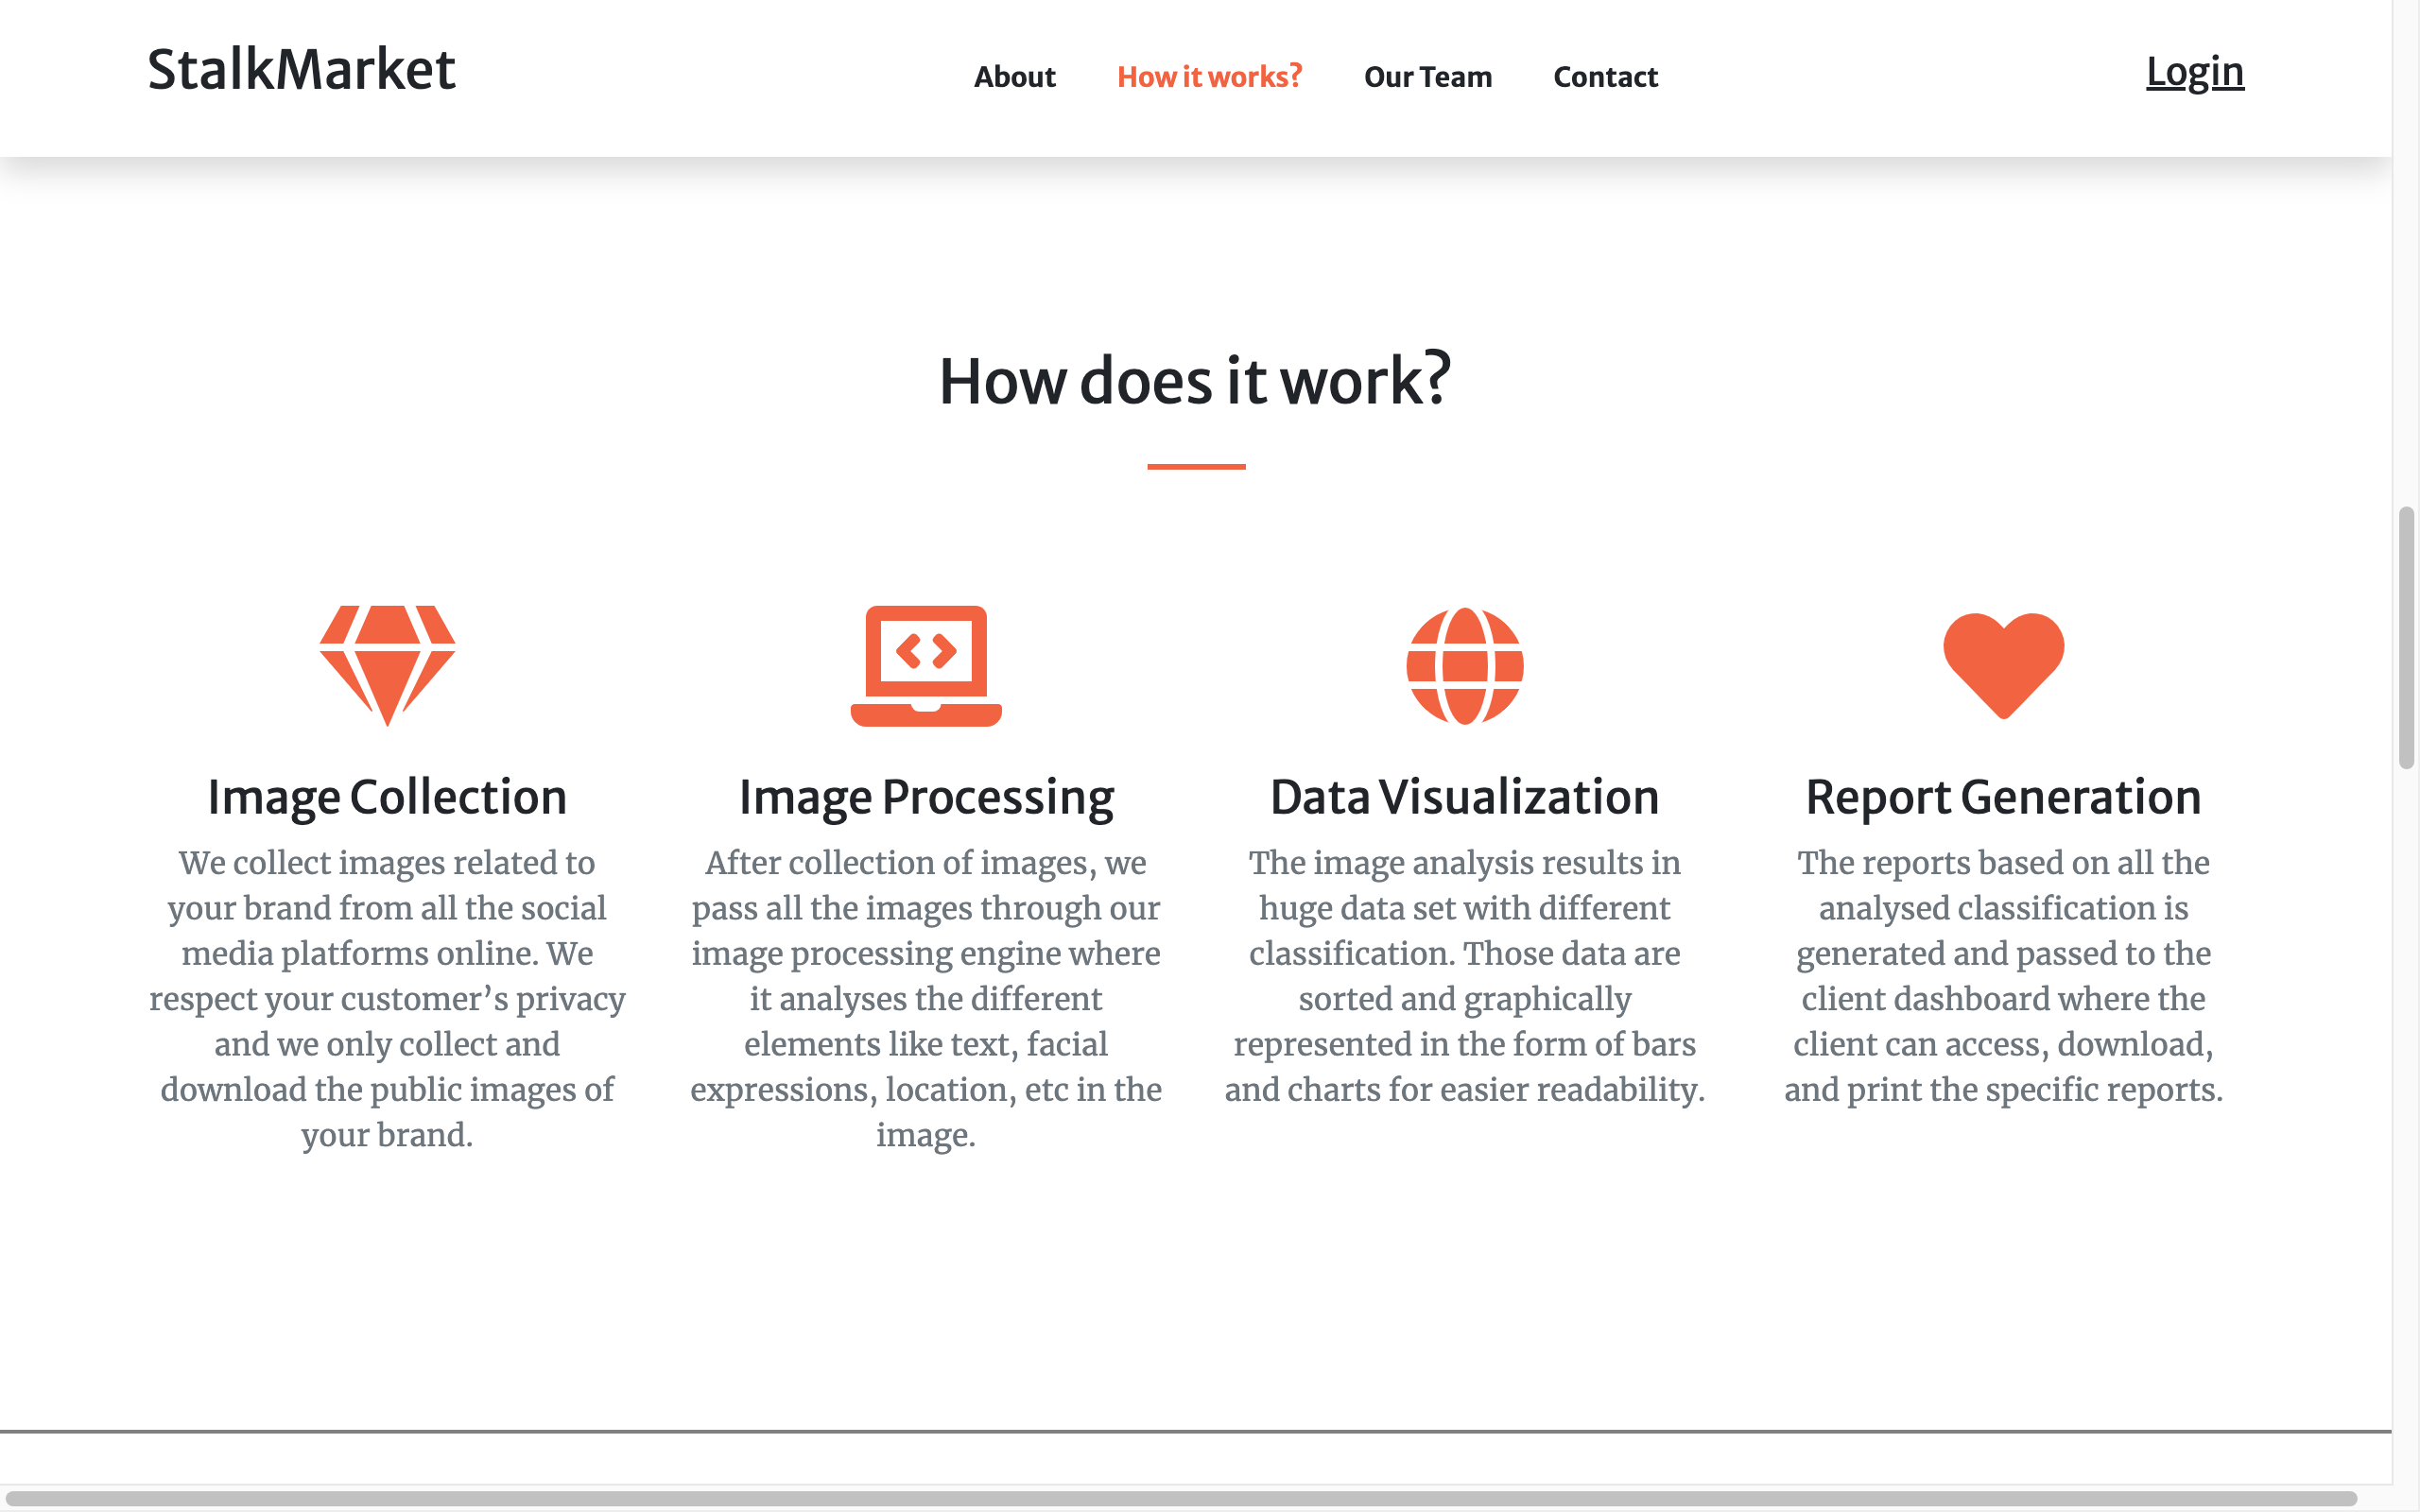 StalkMarket
About How it works? Our Team Contact
Login
How does it work?
Image Collection
We collect images related to
your brand from all the social
media platforms online. We
respect your customer’s privacy
and we only collect and
download the public images of
your brand.
Image Processing
After collection of images, we
pass all the images through our
image processing engine where
it analyses the different
elements like text, facial
expressions, location, etc in the
image.
Data Visualization
The image analysis results in
huge data set with different
classification. Those data are
sorted and graphically
represented in the form of bars
and charts for easier readability.
Report Generation
The reports based on all the
analysed classification is
generated and passed to the
client dashboard where the
client can access, download,
and print the specific reports.